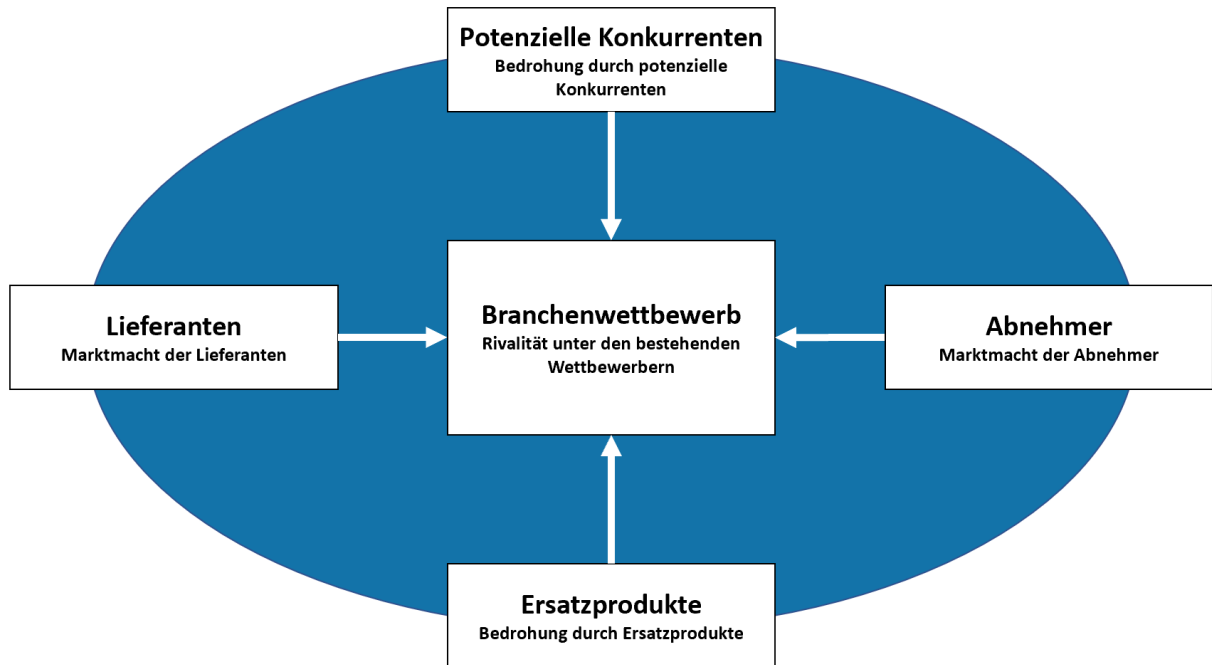 Potenzielle Konkurrenten
Bedrohung durch potenzielle
Konkurrenten
Lieferanten
Marktmacht der Lieferanten
Branchenwettbewerb
Rivalität unter den bestehenden
Wettbewerbern
Abnehmer
Marktmacht der Abnehmer
Ersatzprodukte
Bedrohung durch Ersatzprodukte